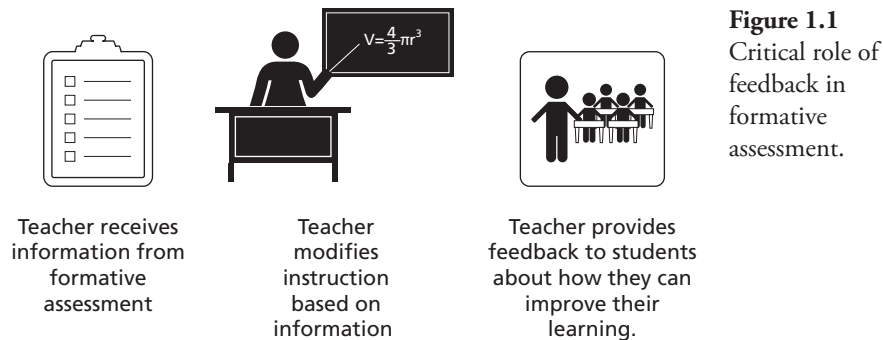 V=4/3πr³
Teacher receives
information from
formative
assessment
Teacher
modifies
instruction
based on
information
Teacher provides
feedback to students
about how they can
improve their
learning.
Figure 1.1
Critical role of
feedback in
formative
assessment.